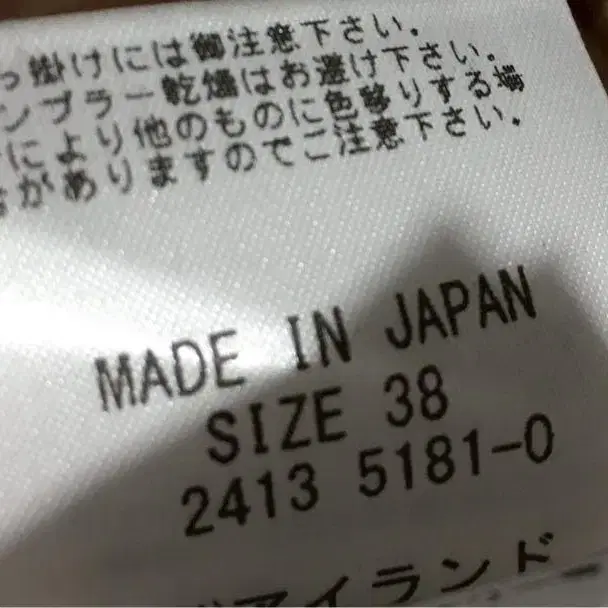 っ掛けには御注意下さい.
ンブラー乾燥はお避け下さい.
により他のものに色移りする場
がありますのでご注意下さい.
MADE IN JAPAN
SIZE 38
2413 5181-0
アイランド